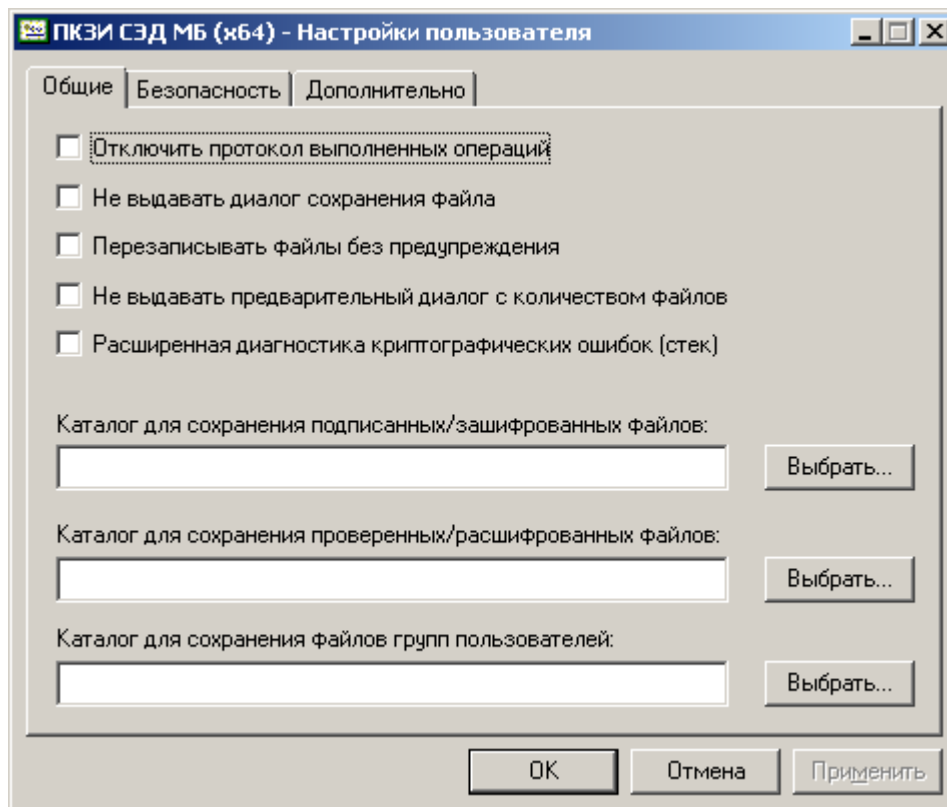 ПКЗИ СЭД МБ (x64) - Настройки пользователя
Общие Безопасность Дополнительно
Отключить протокол выполненных операций
Не выдавать диалог сохранения файла
Перезаписывать файлы без предупреждения
Не выдавать предварительный диалог с количеством файлов
Расширенная диагностика криптографических ошибок (стек)
Каталог для сохранения подписанных/зашифрованных файлов:
Выбрать...
Каталог для сохранения проверенных/расшифрованных файлов:
Выбрать...
Каталог для сохранения файлов групп пользователей:
Выбрать...
OK Отмена Применить